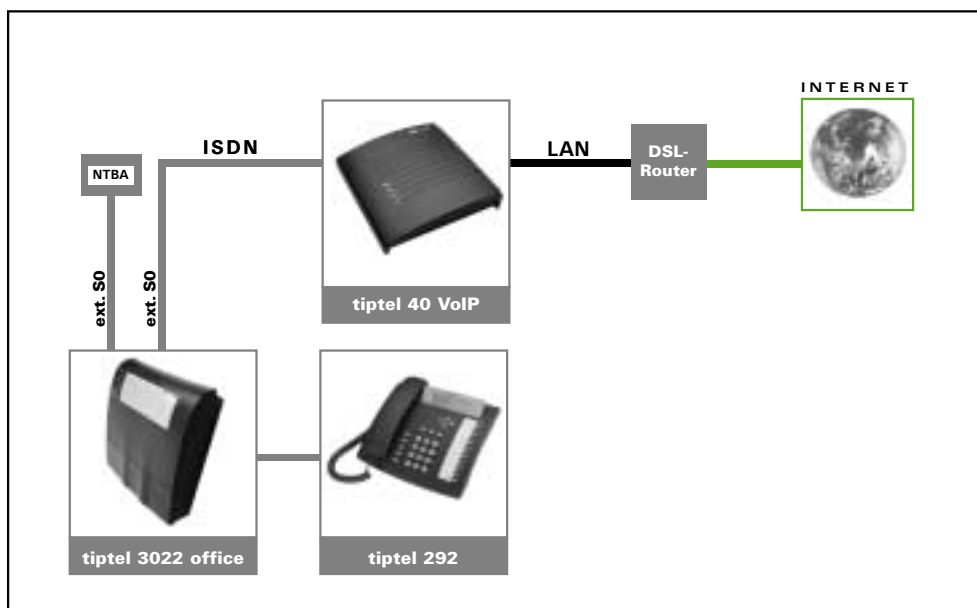 INTERNET
ISDN
LAN
DSL-
Router
NTBA
ext. S0
ext. S0
tiptel 40 VoIP
tiptel 3022 office
tiptel 292